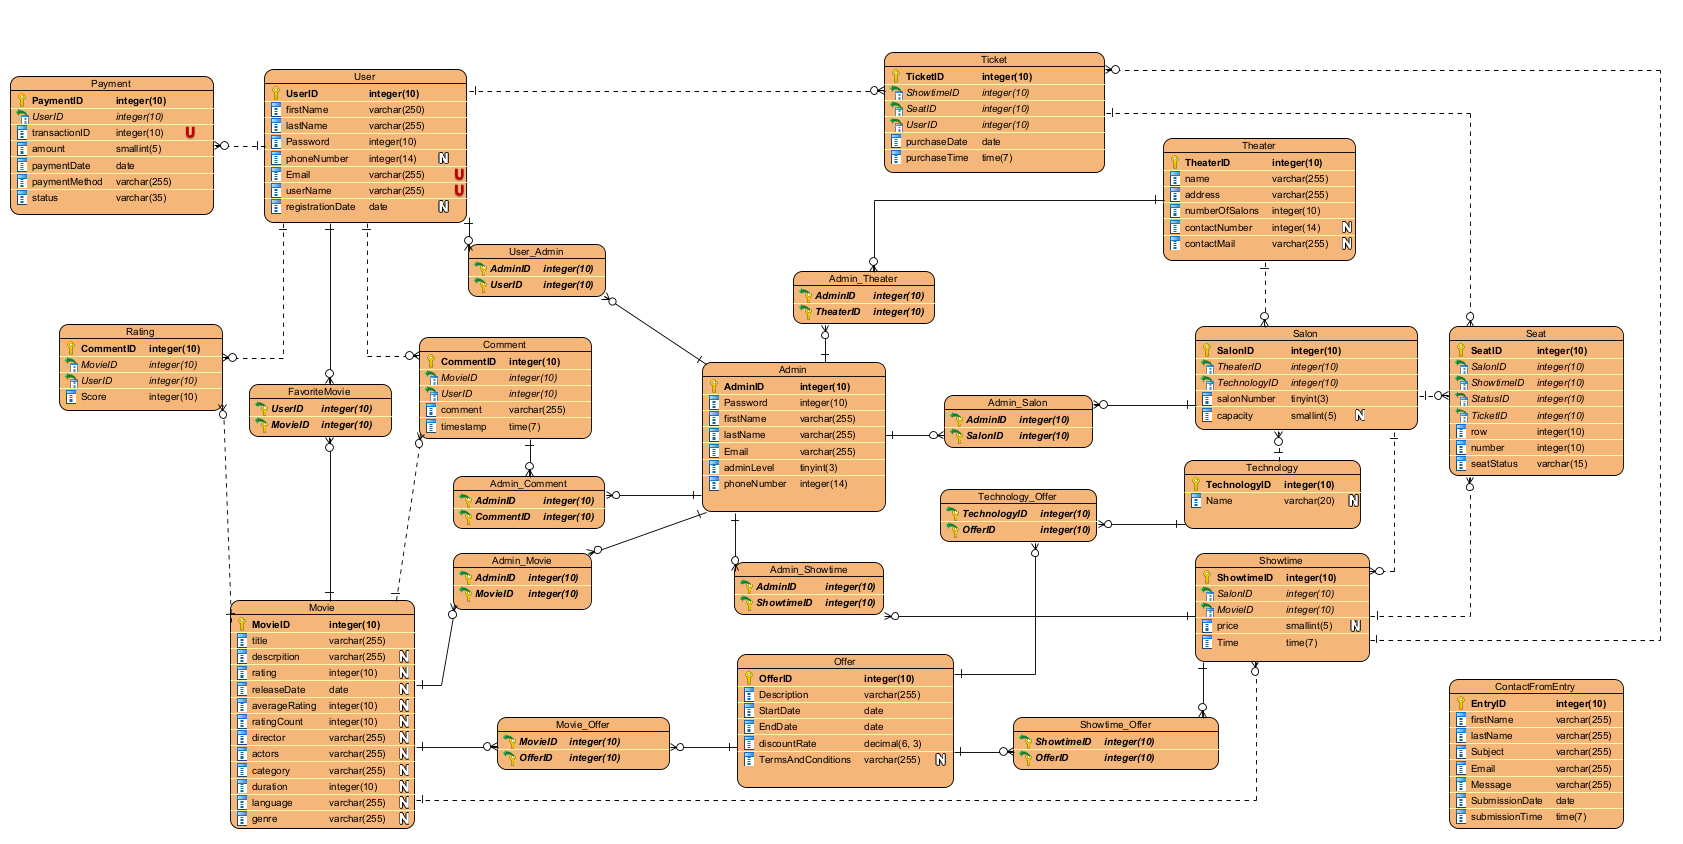 Payment
PaymentID integer(10)
UserID integer(10)
transactionID integer(10) U
amount smallint(5)
paymentDate date
paymentMethod varchar(255)
status varchar(35)
User
UserID integer(10)
firstName varchar(250)
lastName varchar(255)
Password integer(10)
phoneNumber integer(14) N
Email varchar(255) U
userName varchar(255) U
registrationDate date N
Ticket
TicketID integer(10)
ShowtimeID integer(10)
SeatID integer(10)
UserID integer(10)
purchaseDate date
purchaseTime time(7)
Theater
TheaterID integer(10)
name varchar(255)
address varchar(255)
numberOfSalons integer(10)
contactNumber integer(14) N
contactMail varchar(255) N
User_Admin
AdminID integer(10)
UserID integer(10)
Admin_Theater
AdminID integer(10)
TheaterID integer(10)
Rating
CommentID integer(10)
MovieID integer(10)
UserID integer(10)
Score integer(10)
FavoriteMovie
UserID integer(10)
MovieID integer(10)
Comment
CommentID integer(10)
MovieID integer(10)
UserID integer(10)
comment varchar(255)
timestamp time(7)
Admin
AdminID integer(10)
Password integer(10)
firstName varchar(255)
lastName varchar(255)
Email varchar(255)
adminLevel tinyint(3)
phoneNumber integer(14)
Admin_Salon
AdminID integer(10)
SalonID integer(10)
Salon
SalonID integer(10)
TheaterID integer(10)
TechnologyID integer(10)
salonNumber tinyint(3)
capacity smallint(5) N
Seat
SeatID integer(10)
SalonID integer(10)
ShowtimeID integer(10)
StatusID integer(10)
TicketID integer(10)
row integer(10)
number integer(10)
seatStatus varchar(15)
Admin_Comment
AdminID integer(10)
CommentID integer(10)
Technology_Offer
TechnologyID integer(10)
OfferID integer(10)
Technology
TechnologyID integer(10)
Name varchar(20) N
Admin_Movie
AdminID integer(10)
MovieID integer(10)
Admin_Showtime
AdminID integer(10)
ShowtimeID integer(10)
Showtime
ShowtimeID integer(10)
SalonID integer(10)
MovieID integer(10)
price smallint(5) N
Time time(7)
Movie
MovieID integer(10)
title varchar(255)
descrpition varchar(255) N
rating integer(10) N
releaseDate date N
averageRating integer(10) N
ratingCount integer(10) N
director varchar(255) N
actors varchar(255) N
category varchar(255) N
duration integer(10) N
language varchar(255) N
genre varchar(255) N
Movie_Offer
MovieID integer(10)
OfferID integer(10)
Offer
OfferID integer(10)
Description varchar(255)
StartDate date
EndDate date
discountRate decimal(6, 3)
TermsAndConditions varchar(255) N
Showtime_Offer
ShowtimeID integer(10)
OfferID integer(10)
ContactFromEntry
EntryID integer(10)
firstName varchar(255)
lastName varchar(255)
Subject varchar(255)
Email varchar(255)
Message varchar(255)
SubmissionDate date
submissionTime time(7)